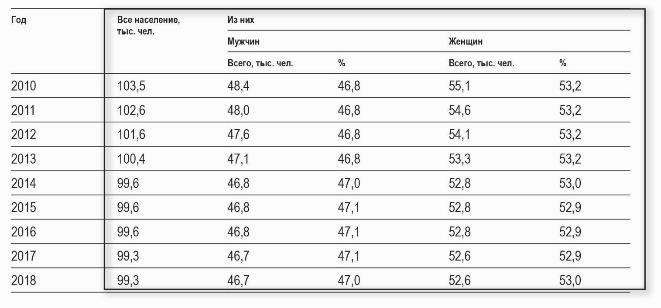 Год Все население, Из них
тыс. чел.
Мужчин Женщин
Всего, тыс. чел. % Всего, тыс. чел. %
2010 103,5 48,4 46,8 55,1 53,2
2011 102,6 48,0 46,8 54,6 53,2
2012 101,6 47,6 46,8 54,1 53,2
2013 100,4 47,1 46,8 53,3 53,2
2014 99,6 46,8 47,0 52,8 53,0
2015 99,6 46,8 47,1 52,8 52,9
2016 99,6 46,8 47,1 52,8 52,9
2017 99,3 46,7 47,1 52,6 52,9
2018 99,3 46,7 47,0 52,6 53,0